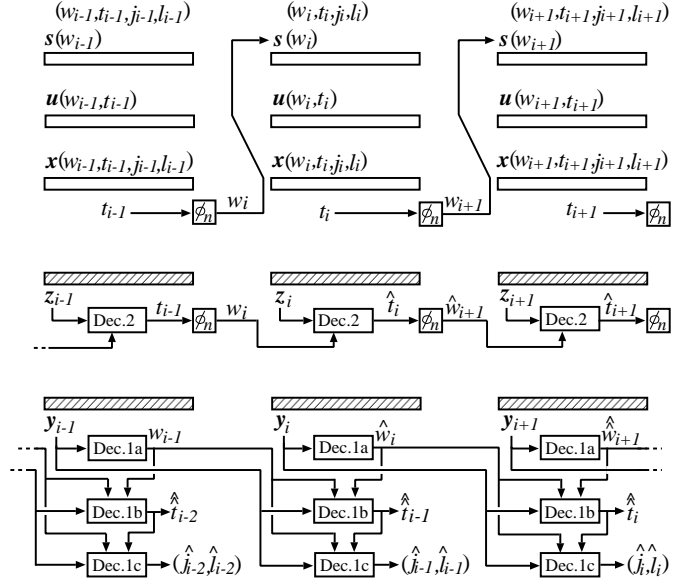 (w_{i-1},t_{i-1},j_{i-1},l_{i-1}) (w_i,t_i,j_i,l_i) (w_{i+1},t_{i+1},j_{i+1},l_{i+1})
s(w_{i-1}) s(w_i) s(w_{i+1})
u(w_{i-1},t_{i-1}) u(w_i,t_i) u(w_{i+1},t_{i+1})
x(w_{i-1},t_{i-1},j_{i-1},l_{i-1}) x(w_i,t_i,j_i,l_i) x(w_{i+1},t_{i+1},j_{i+1},l_{i+1})
t_{i-1} ϕ_n w_i t_i ϕ_n w_{i+1} t_{i+1} ϕ_n
z_{i-1} Dec.2 t_{i-1} ϕ_n w_i z_i Dec.2 t̂_i ϕ_n ŵ_{i+1} z_{i+1} Dec.2 t̂_{i+1} ϕ_n
y_{i-1} Dec.1a w_{i-1} y_i Dec.1a ŵ_i y_{i+1} Dec.1a ŵ̂_{i+1}
Dec.1b t̂̂_{i-2} Dec.1b t̂̂_{i-1} Dec.1b t̂̂_i
Dec.1c (ĵ_{i-2},l̂_{i-2}) Dec.1c (ĵ_{i-1},l̂_{i-1}) Dec.1c (ĵ_i,l̂_i)